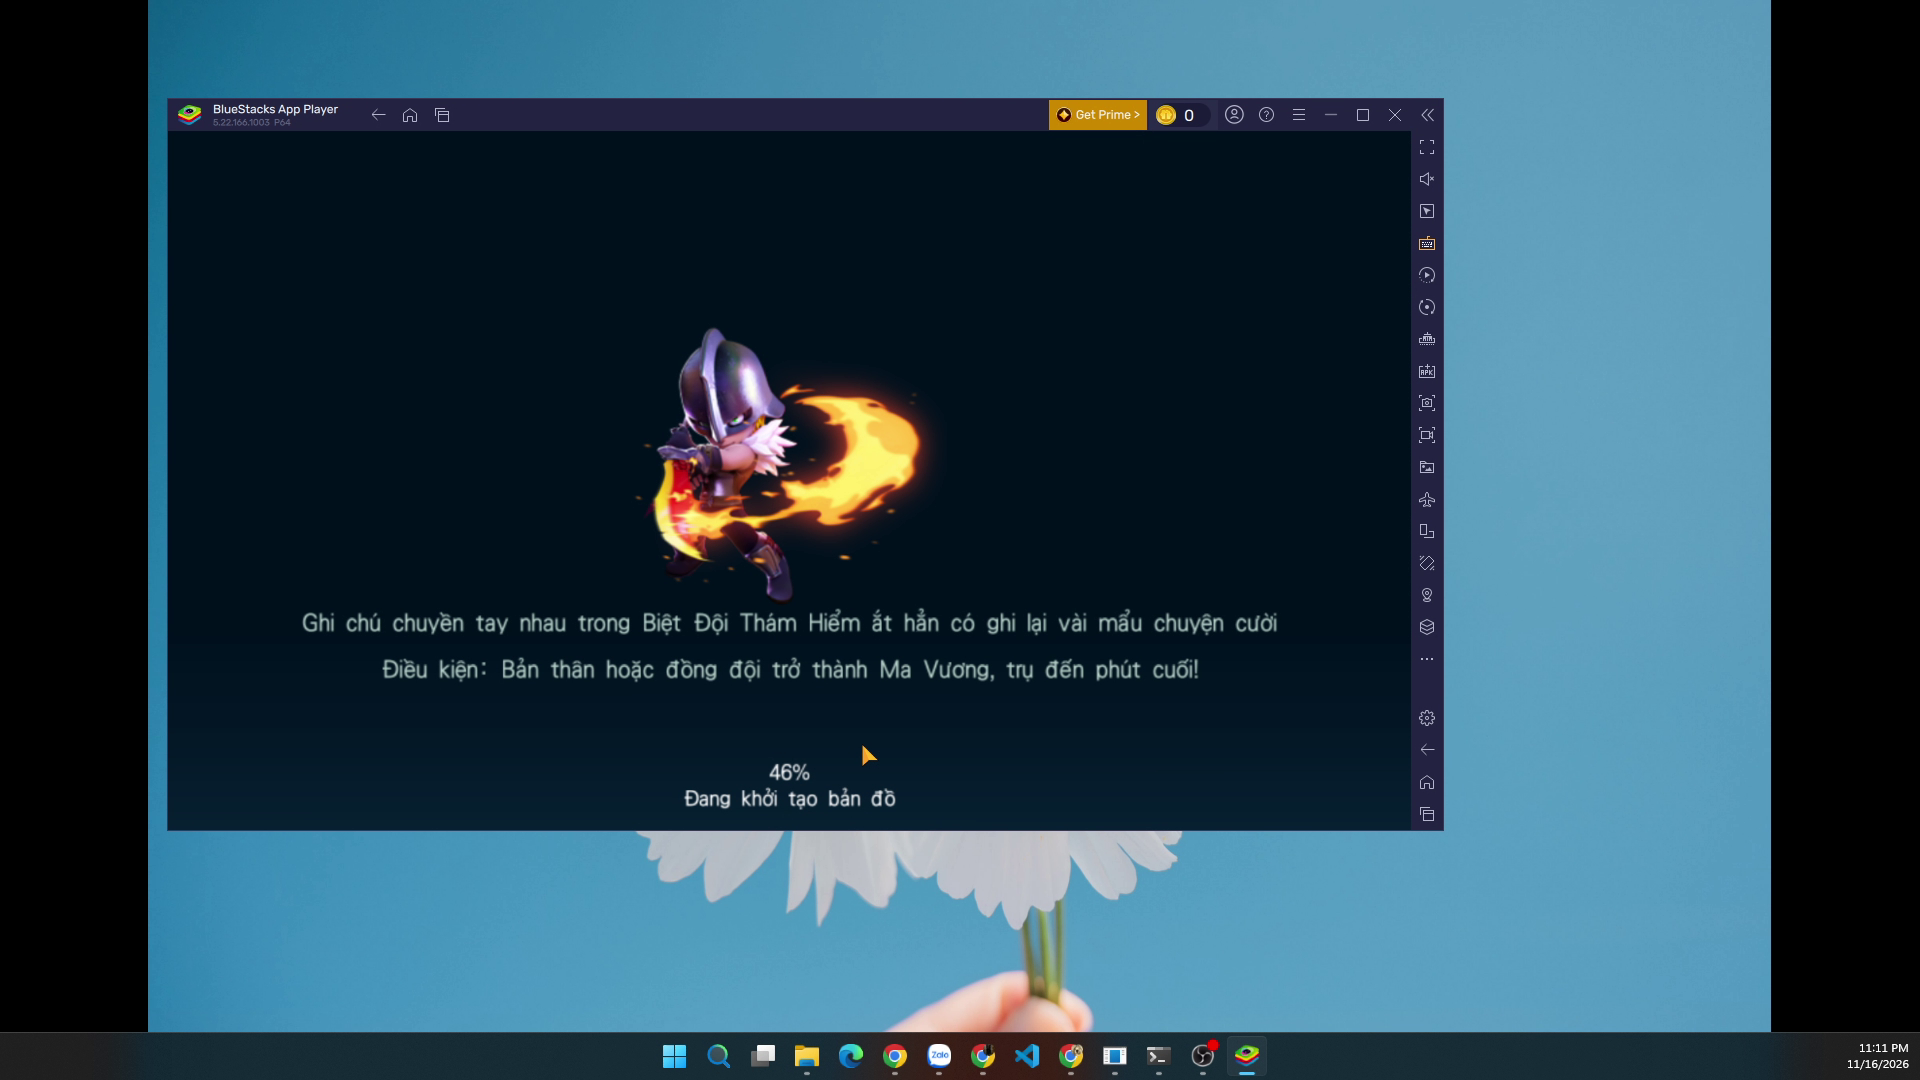 BlueStacks App Player
5.22.166.1003 P64
Get Prime >
0
APK
Ghi chú chuyền tay nhau trong Biệt Đội Thám Hiểm ắt hẳn có ghi lại vài mẩu chuyện cười
Điều kiện: Bản thân hoặc đồng đội trở thành Ma Vương, trụ đến phút cuối!
46%
Đang khởi tạo bản đồ
Zalo
11:11 PM
11/16/2026